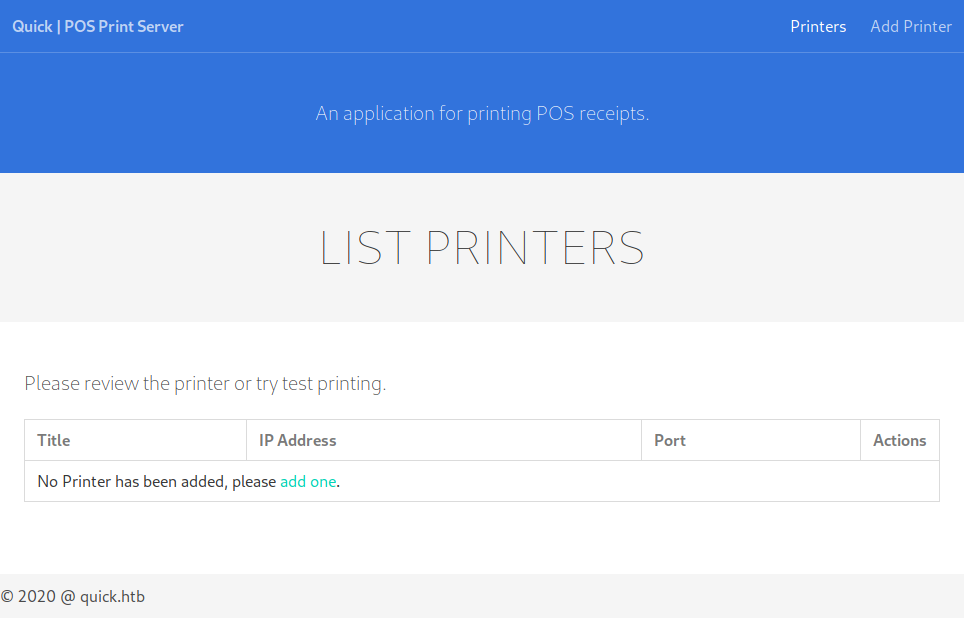 Quick | POS Print Server Printers Add Printer
An application for printing POS receipts.
LIST PRINTERS
Please review the printer or try test printing.
Title IP Address Port Actions
No Printer has been added, please add one.
© 2020 @ quick.htb